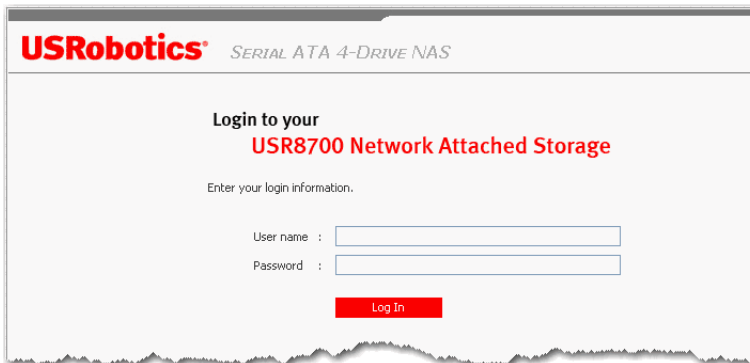 USRobotics® SERIAL ATA 4-DRIVE NAS
Login to your
USR8700 Network Attached Storage
Enter your login information.
User name :
Password :
Log In